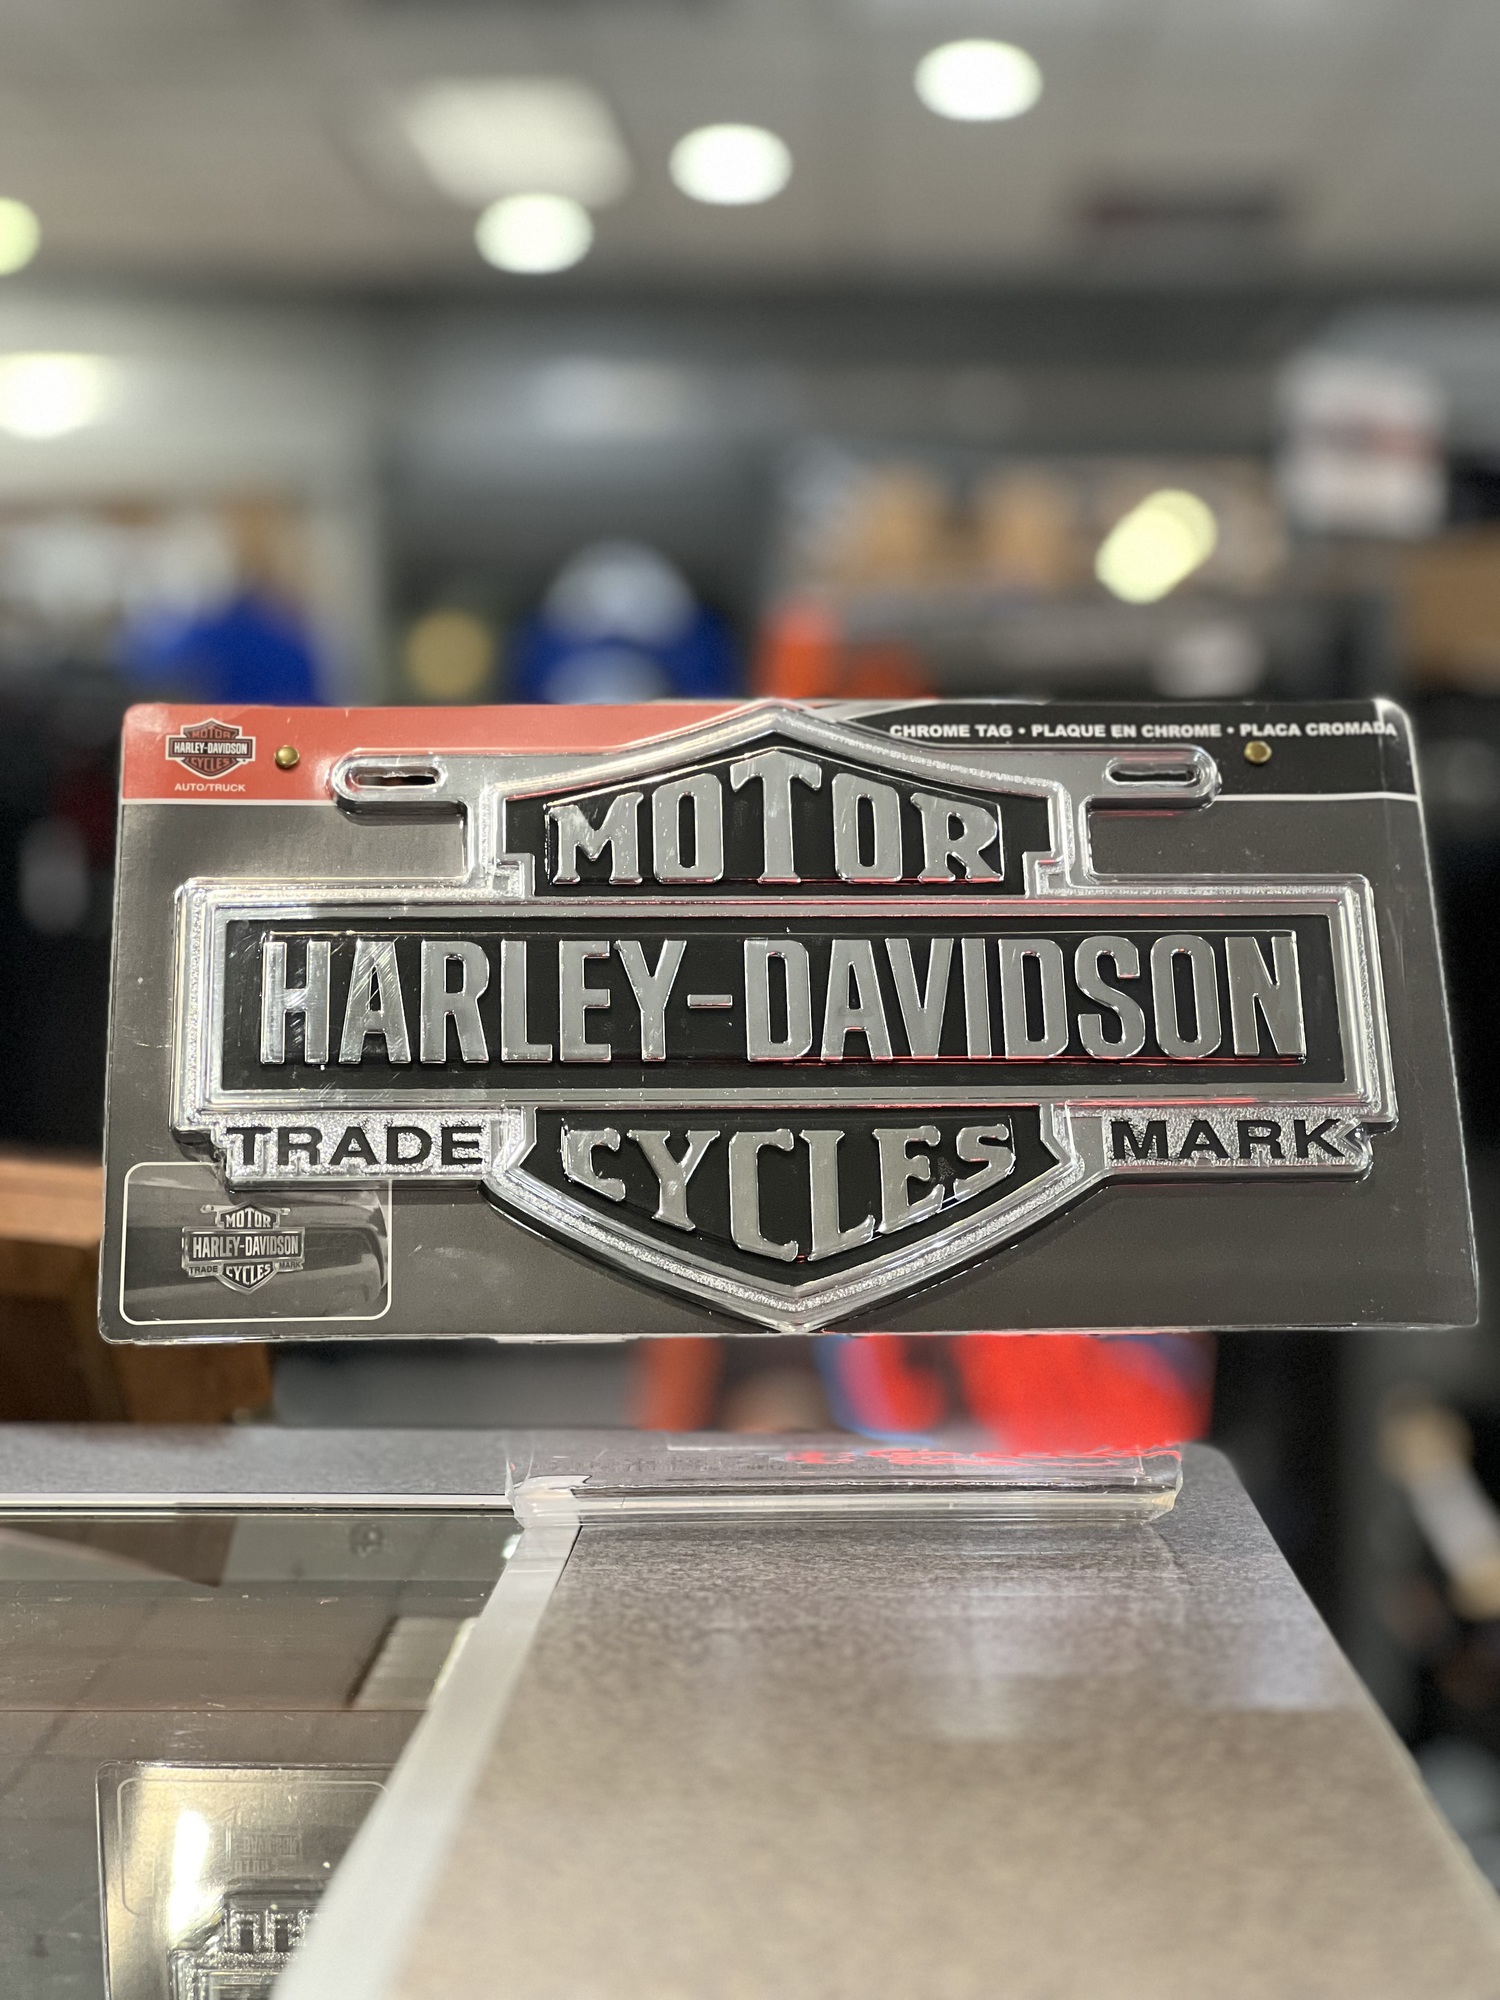 MOTOR
HARLEY-DAVIDSON
CYCLES
AUTO/TRUCK
CHROME TAG • PLAQUE EN CHROME • PLACA CROMADA
MOTOR
HARLEY-DAVIDSON
TRADE CYCLES MARK
MOTOR
HARLEY-DAVIDSON
TRADE CYCLES MARK